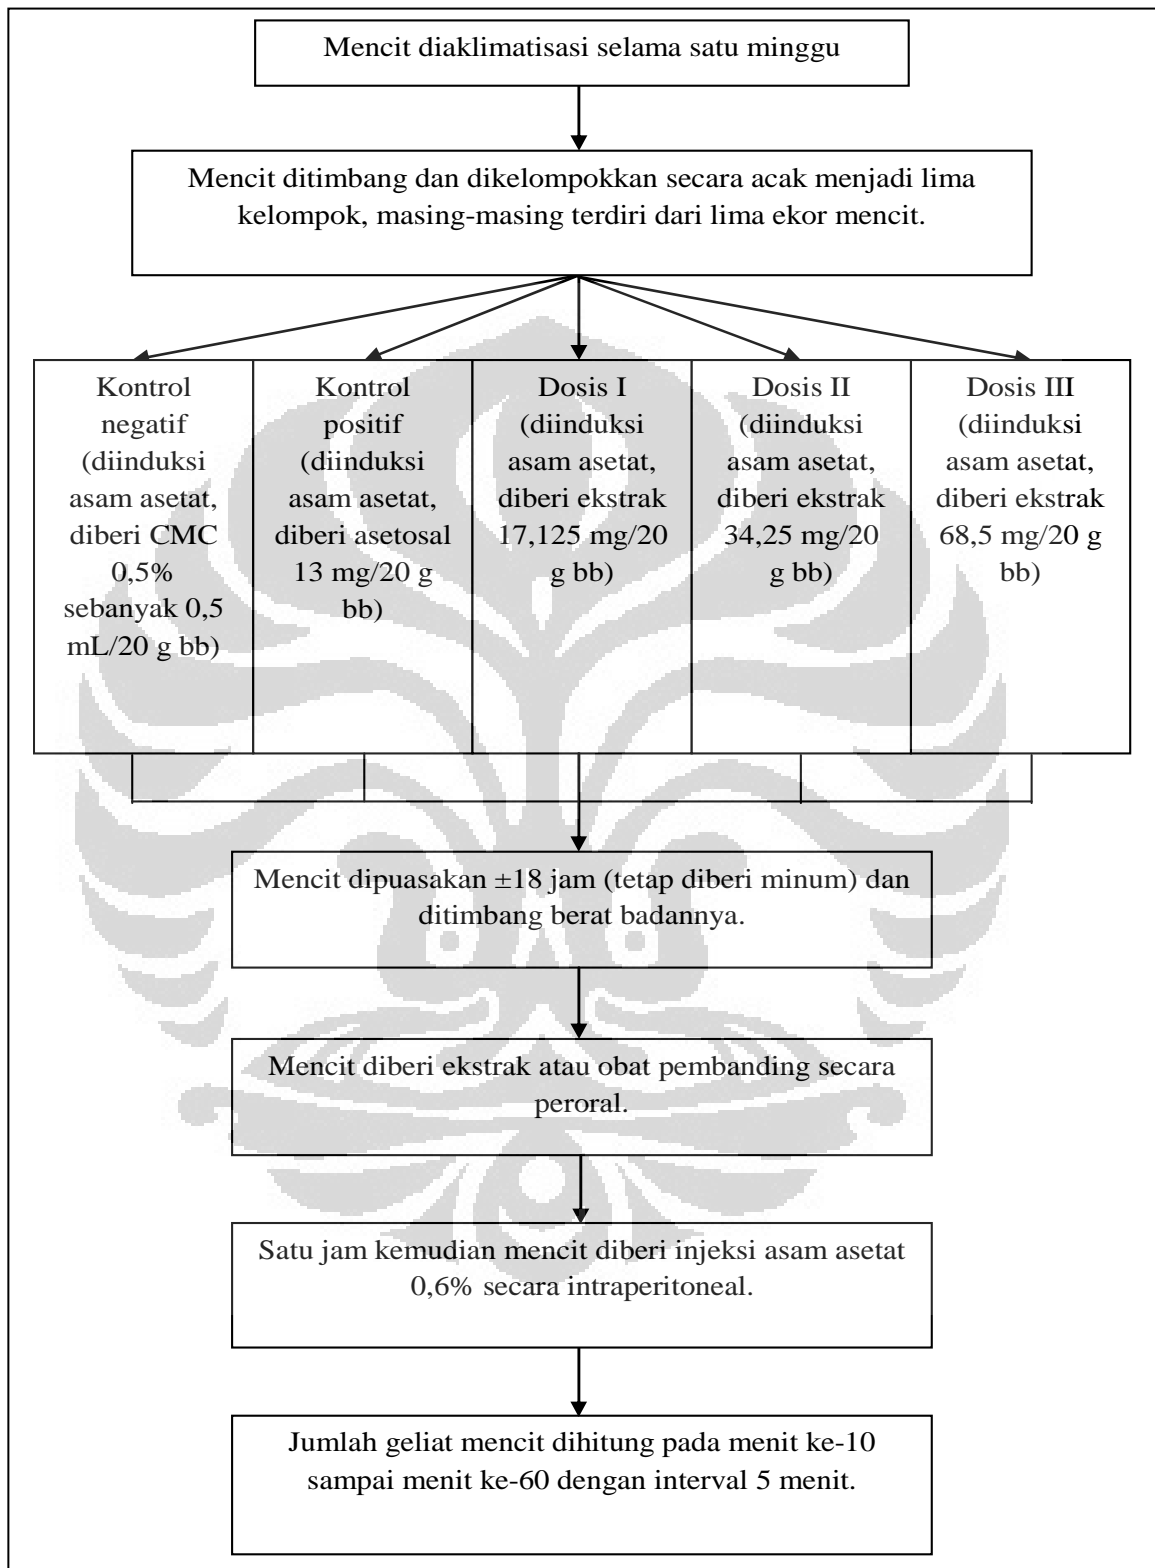 Mencit diaklimatisasi selama satu minggu
Mencit ditimbang dan dikelompokkan secara acak menjadi lima
kelompok, masing-masing terdiri dari lima ekor mencit.
Kontrol
negatif
(diinduksi
asam asetat,
diberi CMC
0,5%
sebanyak 0,5
mL/20 g bb)
Kontrol
positif
(diinduksi
asam asetat,
diberi asetosal
13 mg/20 g
bb)
Dosis I
(diinduksi
asam asetat,
diberi ekstrak
17,125 mg/20
g bb)
Dosis II
(diinduksi
asam asetat,
diberi ekstrak
34,25 mg/20
g bb)
Dosis III
(diinduksi
asam asetat,
diberi ekstrak
68,5 mg/20 g
bb)
Mencit dipuasakan ±18 jam (tetap diberi minum) dan
ditimbang berat badannya.
Mencit diberi ekstrak atau obat pembanding secara
peroral.
Satu jam kemudian mencit diberi injeksi asam asetat
0,6% secara intraperitoneal.
Jumlah geliat mencit dihitung pada menit ke-10
sampai menit ke-60 dengan interval 5 menit.